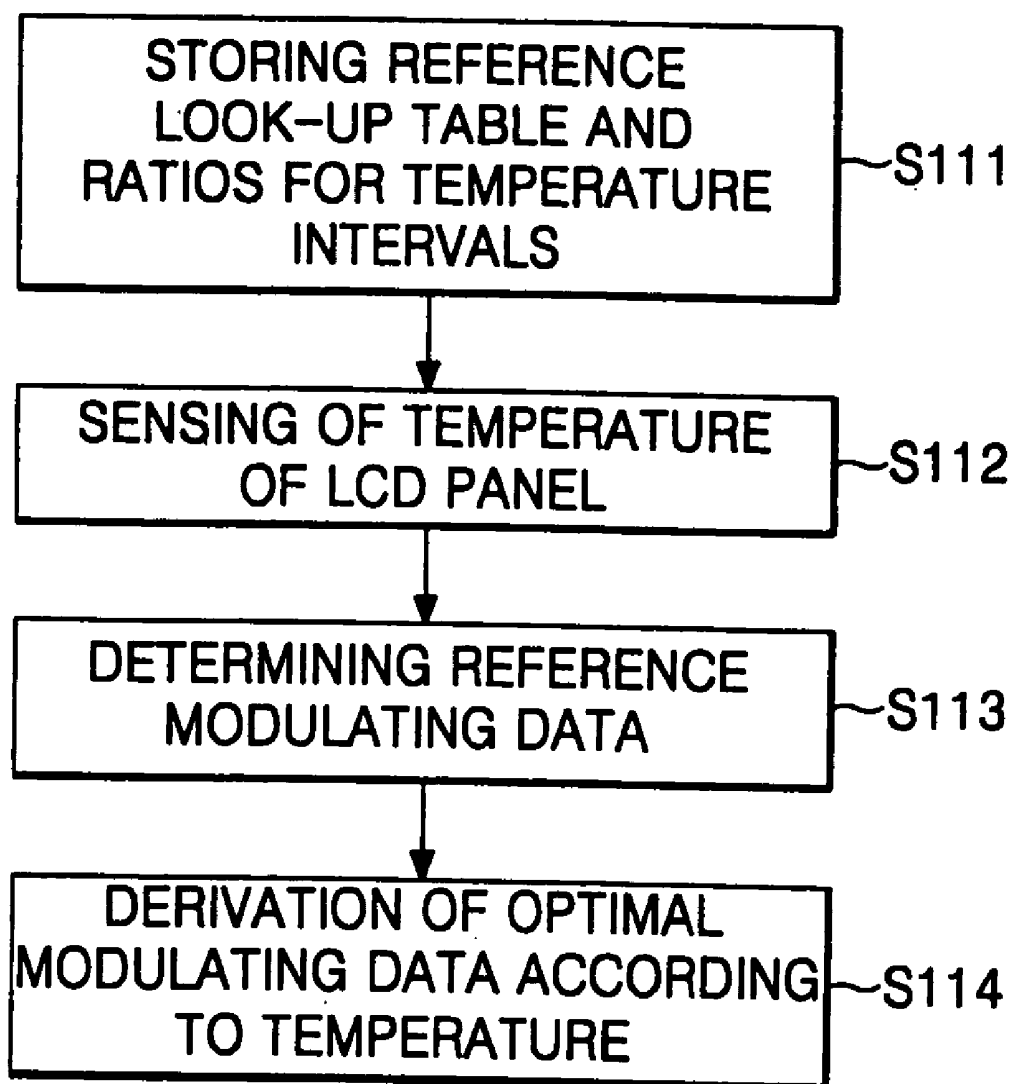 STORING REFERENCE
LOOK-UP TABLE AND
RATIOS FOR TEMPERATURE
INTERVALS
S111
SENSING OF TEMPERATURE
OF LCD PANEL
S112
DETERMINING REFERENCE
MODULATING DATA
S113
DERIVATION OF OPTIMAL
MODULATING DATA ACCORDING
TO TEMPERATURE
S114